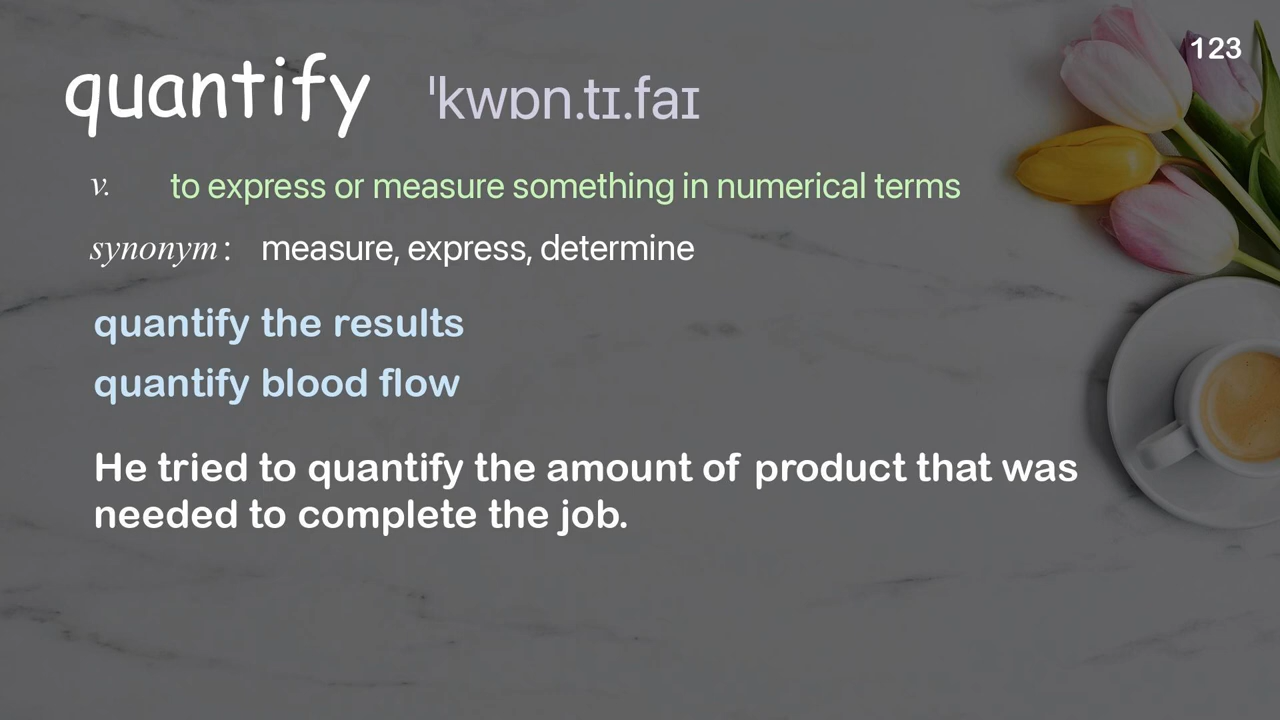 123
quantify ˈkwɒn.tɪ.faɪ
v. to express or measure something in numerical terms
synonym: measure, express, determine
quantify the results
quantify blood flow
He tried to quantify the amount of product that was
needed to complete the job.